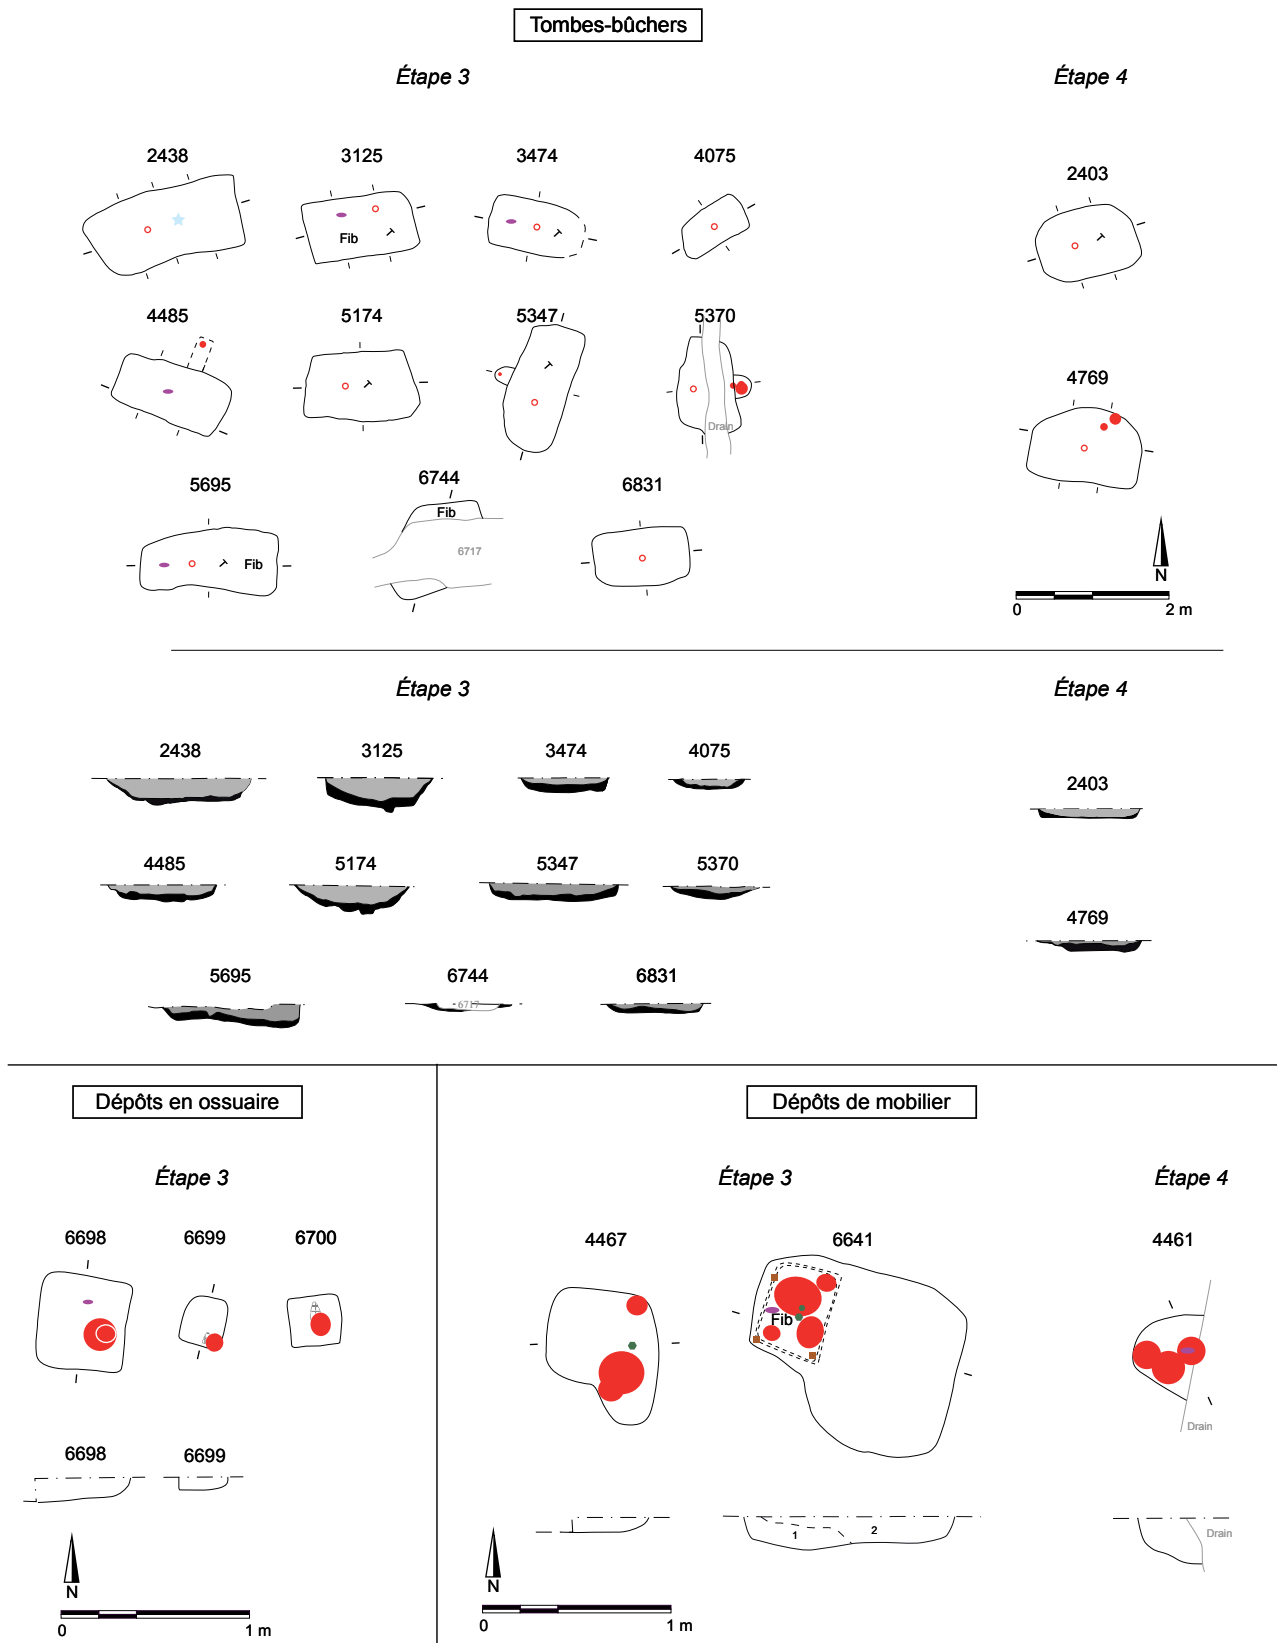 Tombes-bûchers
Étape 3
Étape 4
2438
3125
3474
4075
2403
Fib
4485
5174
5347
5370
Drain
4769
5695
6744
6831
Fib
Fib
6717
N
0
2 m
Étape 3
Étape 4
2438
3125
3474
4075
2403
4485
5174
5347
5370
4769
5695
6744
6831
6717
Dépôts en ossuaire
Étape 3
6698
6699
6700
6698
6699
N
0
1 m
Dépôts de mobilier
Étape 3
Étape 4
4467
6641
4461
Fib
Drain
1
2
Drain
N
0
1 m